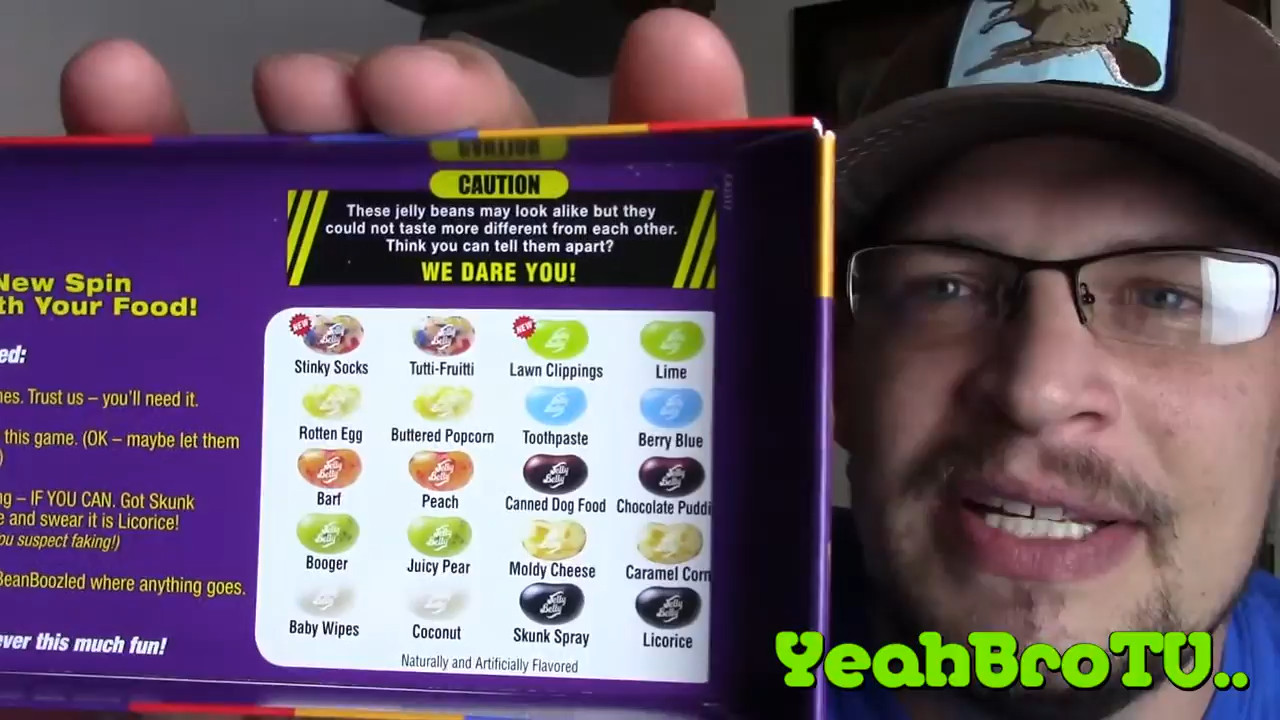 CAUTION
These jelly beans may look alike but they
could not taste more different from each other.
Think you can tell them apart?
WE DARE YOU!
New Spin
th Your Food!
ed:
es. Trust us – you'll need it.
this game. (OK – maybe let them
)
ng – IF YOU CAN. Got Skunk
e and swear it is Licorice!
ou suspect faking!)
BeanBoozled where anything goes.
ever this much fun!
NEW NEW
Stinky Socks Tutti-Fruitti Lawn Clippings Lime
Rotten Egg Buttered Popcorn Toothpaste Berry Blue
Barf Peach Canned Dog Food Chocolate Puddi
Booger Juicy Pear Moldy Cheese Caramel Corn
Baby Wipes Coconut Skunk Spray Licorice
Naturally and Artificially Flavored
YeahBroTV..